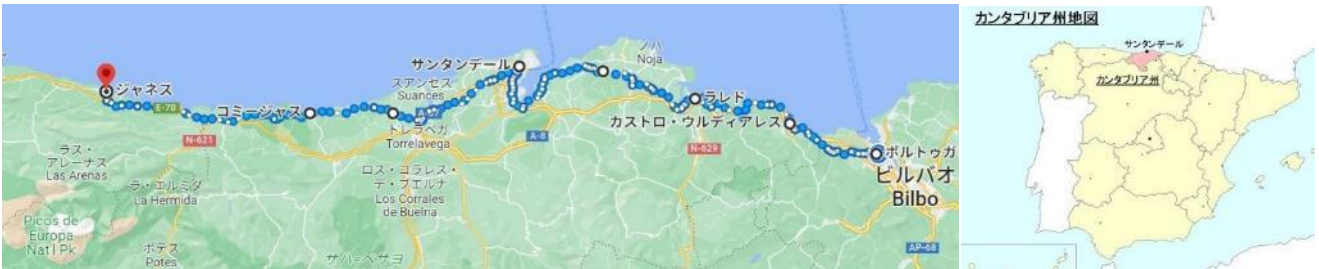 ジャネス
E-70
コミージャス
N-621
ラス・
アレーナス
Las Arenas
ラ・エルミダ
La Hermida
Picos de
Europa
Nat'l Pk
ポテス
Potes
サンタンデール
スアンセス
Suances
トレラベガ
Torrelavega
ロス・コラレス・
デ・ブエルナ
Los Corrales
de Buelna
ノハ
Noja
A-8
ラレド
カストロ・ウルディアレス
N-629
ポルトゥガ
ビルバオ
Bilbo
AP-68
カンタブリア州地図
サンタンデール
カンタブリア州